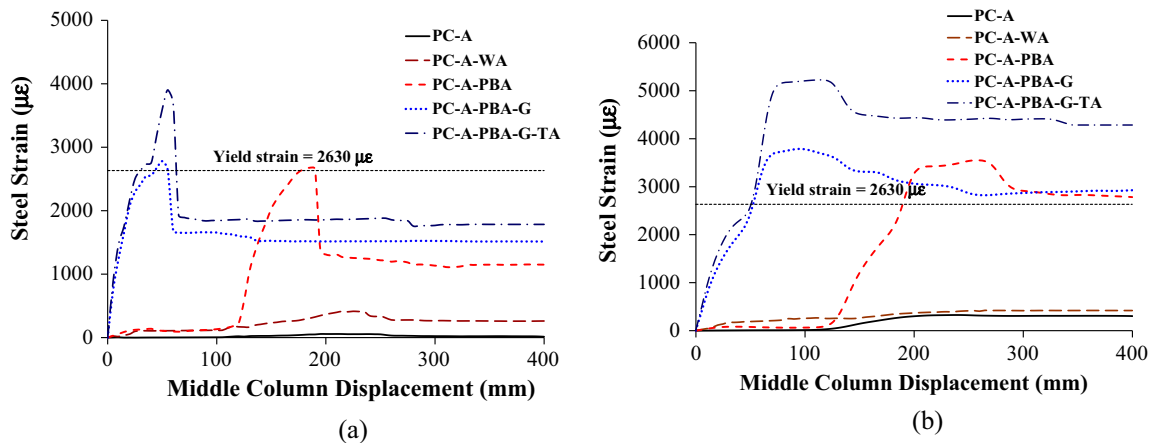 5000
4000
3000
2000
1000
0
Steel Strain (με)
PC-A
PC-A-WA
PC-A-PBA
PC-A-PBA-G
PC-A-PBA-G-TA
Yield strain = 2630 με
0 100 200 300 400
Middle Column Displacement (mm)
(a)
6000
5000
4000
3000
2000
1000
0
Steel Strain (με)
PC-A
PC-A-WA
PC-A-PBA
PC-A-PBA-G
PC-A-PBA-G-TA
Yield strain = 2630 με
0 100 200 300 400
Middle Column Displacement (mm)
(b)